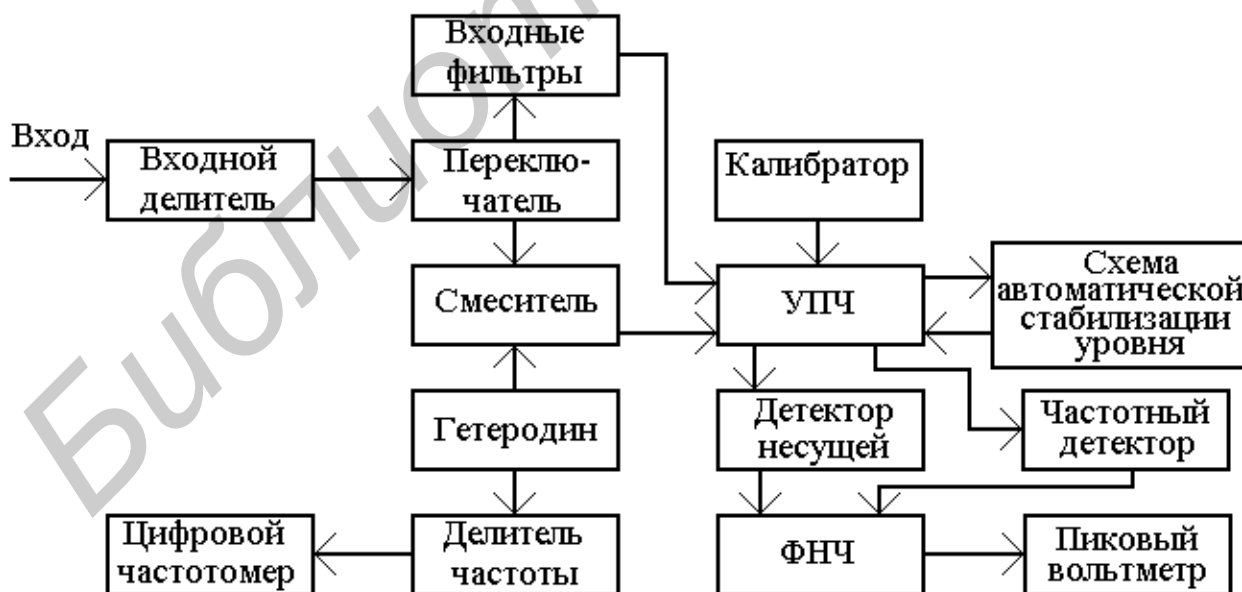 Входные
фильтры
Вход
Входной
делитель
Переклю-
чатель
Калибратор
Смеситель
УПЧ
Схема
автоматической
стабилизации
уровня
Гетеродин
Детектор
несущей
Частотный
детектор
Цифровой
частотомер
Делитель
частоты
ФНЧ
Пиковый
вольтметр